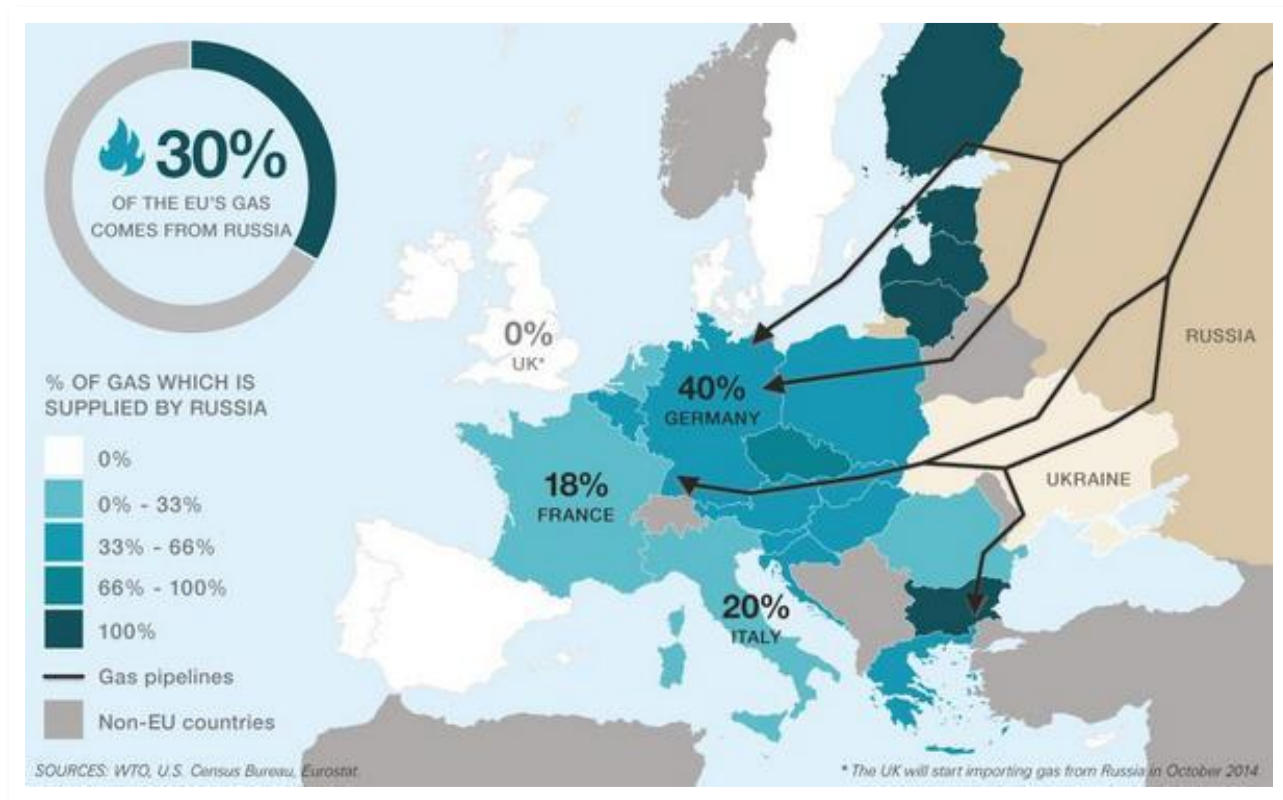 30%
OF THE EU'S GAS
COMES FROM RUSSIA
% OF GAS WHICH IS
SUPPLIED BY RUSSIA
0%
0% - 33%
33% - 66%
66% - 100%
100%
Gas pipelines
Non-EU countries
0%
UK*
40%
GERMANY
18%
FRANCE
20%
ITALY
RUSSIA
UKRAINE
SOURCES: WTO, U.S. Census Bureau, Eurostat.
* The UK will start importing gas from Russia in October 2014